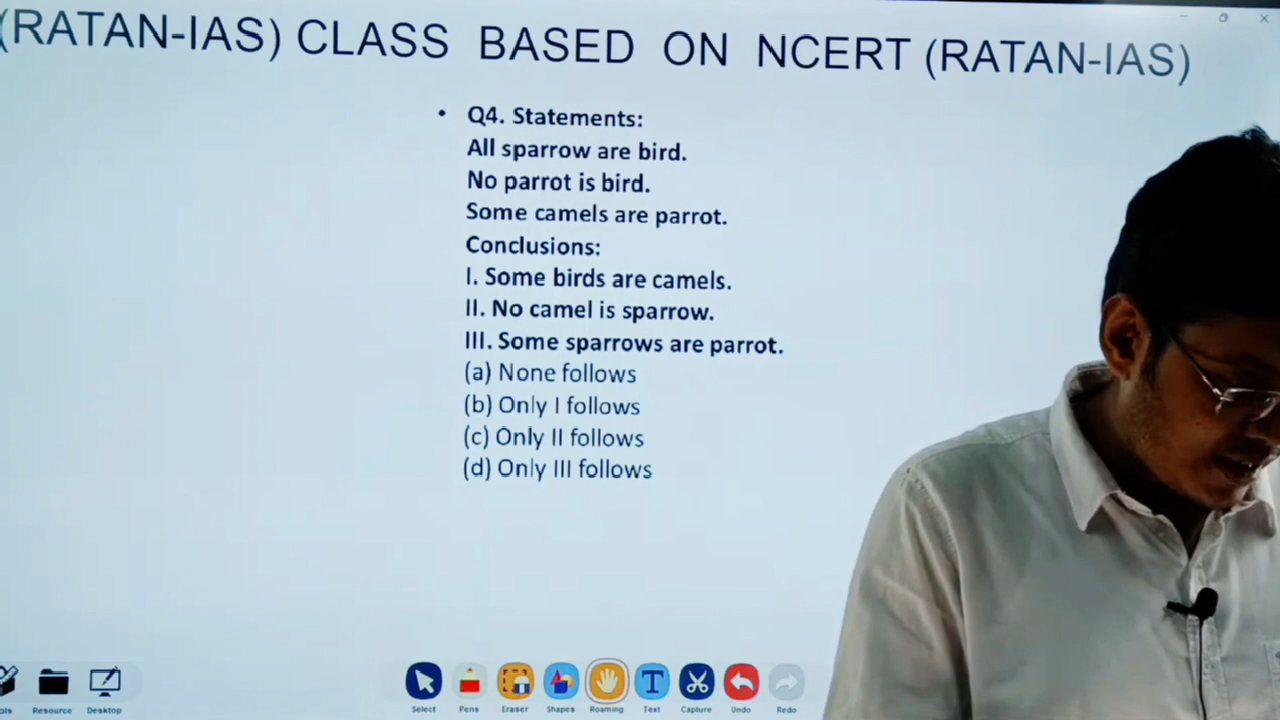 (RATAN-IAS) CLASS BASED ON NCERT (RATAN-IAS)
• Q4. Statements:
All sparrow are bird.
No parrot is bird.
Some camels are parrot.
Conclusions:
I. Some birds are camels.
II. No camel is sparrow.
III. Some sparrows are parrot.
(a) None follows
(b) Only I follows
(c) Only II follows
(d) Only III follows
Resource Desktop Select Pens Eraser Shapes Roaming Text Capture Undo Redo